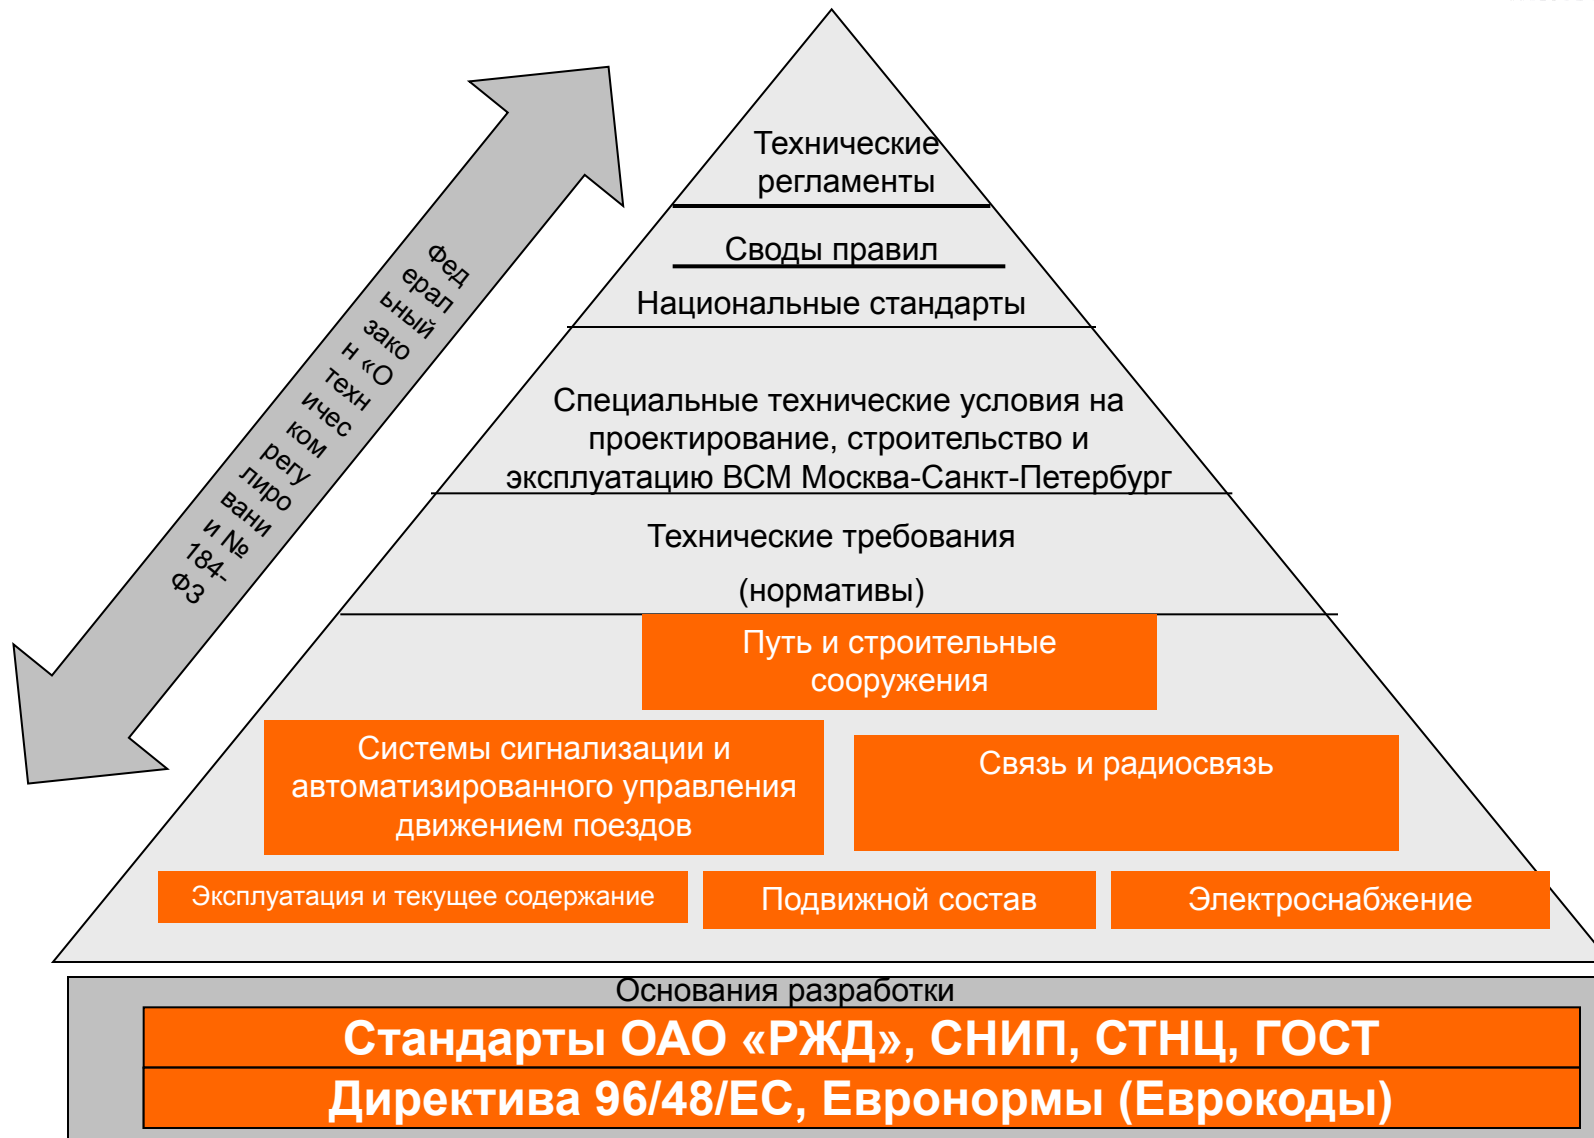 Технические
регламенты
Своды правил
Национальные стандарты
Специальные технические условия на
проектирование, строительство и
эксплуатацию ВСМ Москва-Санкт-Петербург
Технические требования
(нормативы)
Фед
ерал
ьный
зако
н «О
техн
ичес
ком
регу
лиро
вани
и №
184-
ФЗ
Путь и строительные
сооружения
Системы сигнализации и
автоматизированного управления
движением поездов
Связь и радиосвязь
Эксплуатация и текущее содержание
Подвижной состав
Электроснабжение
Основания разработки
Стандарты ОАО «РЖД», СНИП, СТНЦ, ГОСТ
Директива 96/48/ЕС, Евронормы (Еврокоды)